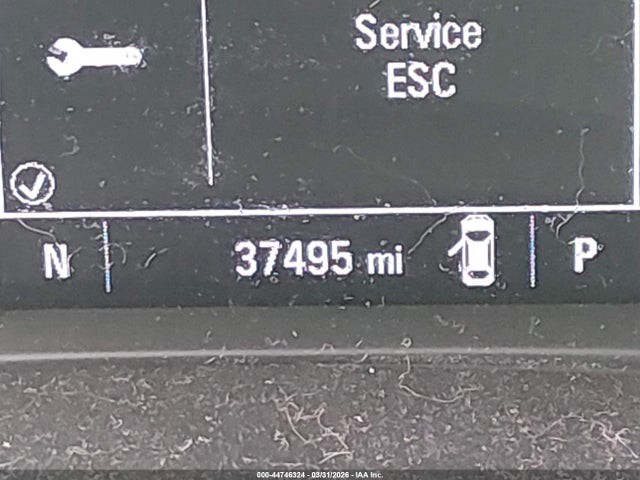 Service
ESC
N
37495 mi
P
000-44746324 - 03/31/2026 - IAA Inc.